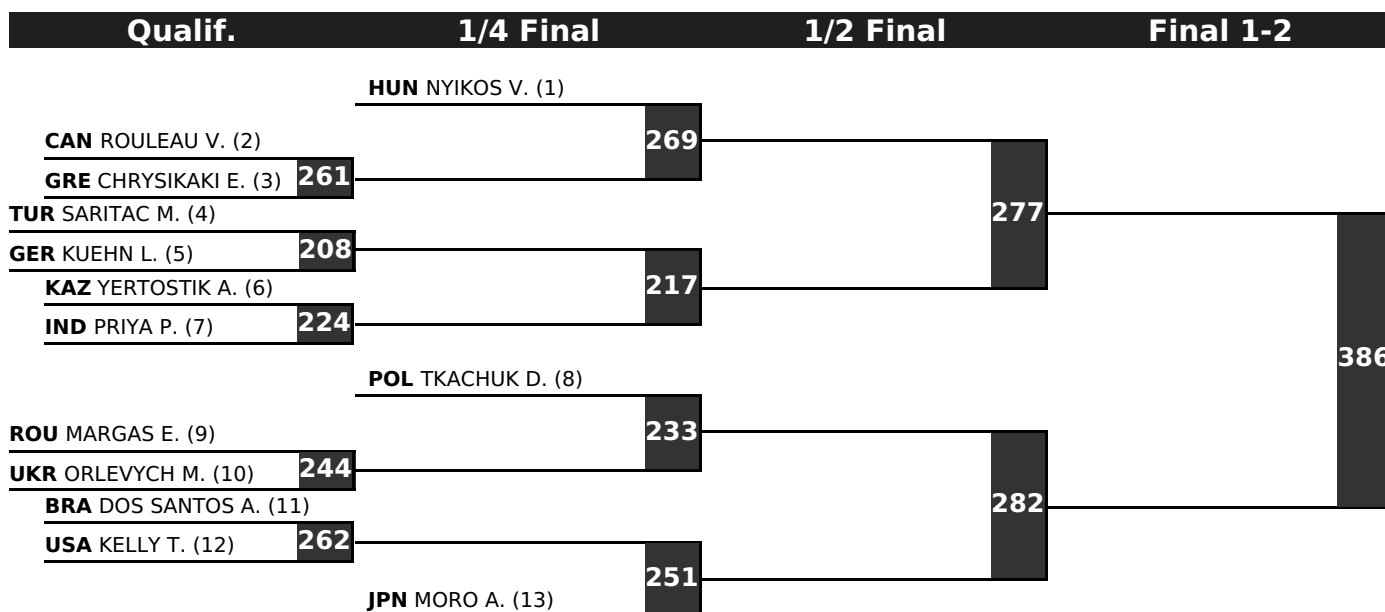 Qualif. 1/4 Final 1/2 Final Final 1-2
HUN NYIKOS V. (1)
269
CAN ROULEAU V. (2)
GRE CHRYSIKAKI E. (3) 261
TUR SARITAC M. (4)
277
GER KUEHN L. (5) 208
KAZ YERTOSTIK A. (6)
217
IND PRIYA P. (7) 224
386
POL TKACHUK D. (8)
ROU MARGAS E. (9)
233
UKR ORLEVYCH M. (10) 244
BRA DOS SANTOS A. (11)
282
USA KELLY T. (12) 262
251
JPN MORO A. (13)